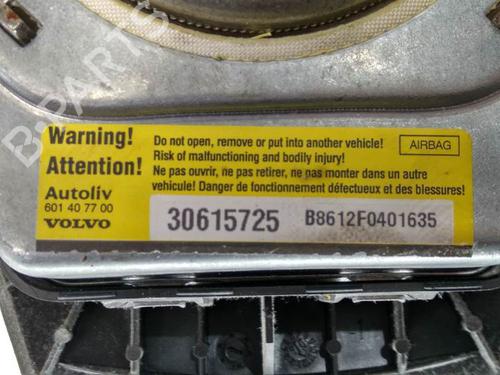 B-PARTS
Warning!
Attention!
Autoliv
601 40 77 00
VOLVO
Do not open, remove or put into another vehicle!
Risk of malfunctioning and bodily injury!
Ne pas ouvrir, ne pas retirer, ne pas monter dans un autre
vehicule! Danger de fonctionnement défectueux et des blessures!
AIRBAG
30615725
B8612F0401635